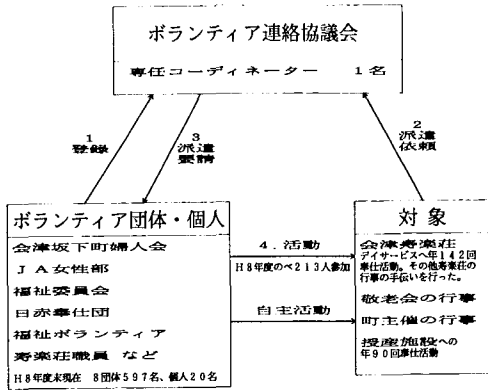 ボランティア連絡協議会
専任コーディネーター 1名
1
登録
3
派遣
要請
2
派遣
依頼
ボランティア団体・個人
会津坂下町婦人会
JA女性部
福祉委員会
日赤奉仕団
福祉ボランティア
寿楽荘職員 など
H8年度末現在 8団体597名、個人20名
4.活動
H8年度のべ213人参加
自主活動
対象
会津寿楽荘
デイサービスへ年142回
奉仕活動。その他寿楽荘の
行事の手伝いを行った。
敬老会の行事
町主催の行事
授産施設への
年90回奉仕活動